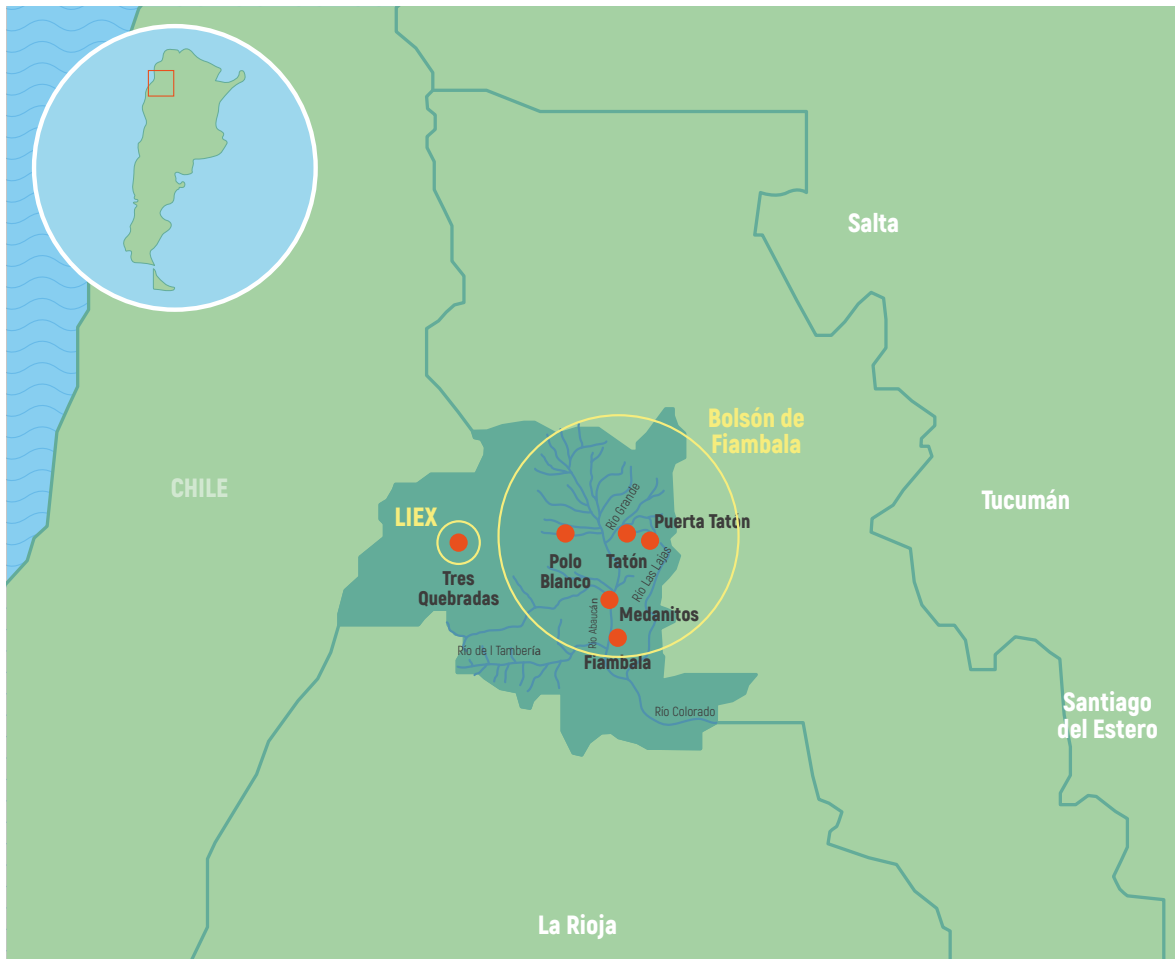 Salta
Bolsón de
Fiambala
CHILE
Tucumán
LIEX
Río Grande
Puerta Tatón
Polo
Blanco
Tatón
Tres
Quebradas
Río Las Lajas
Río Abaucán
Medanitos
Rio de l Tambería
Fiambala
Río Colorado
Santiago
del Estero
La Rioja